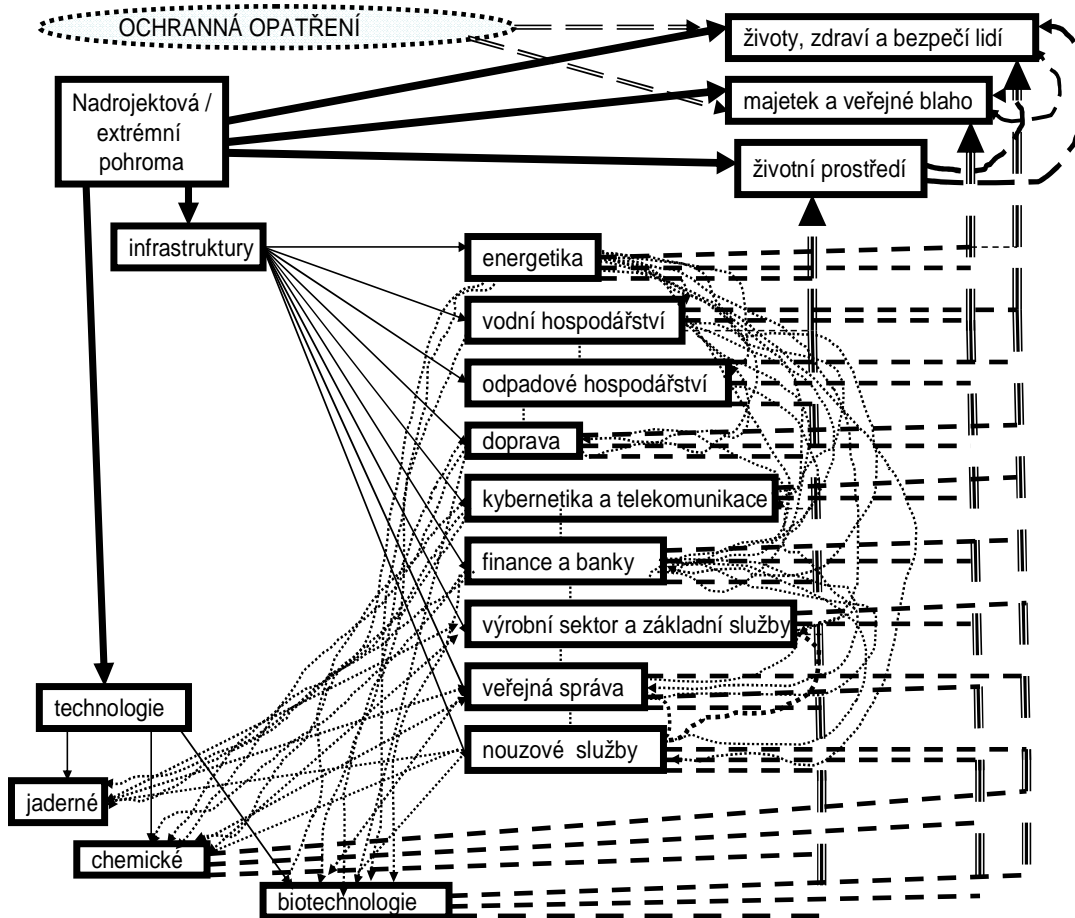 OCHRANNÁ OPATŘENÍ
životy, zdraví a bezpečí lidí
Nadrojektová /
extrémní
pohroma
majetek a veřejné blaho
životní prostředí
infrastruktury
energetika
vodní hospodářství
odpadové hospodářství
doprava
kybernetika a telekomunikace
finance a banky
výrobní sektor a základní služby
veřejná správa
technologie
nouzové služby
jaderné
chemické
biotechnologie